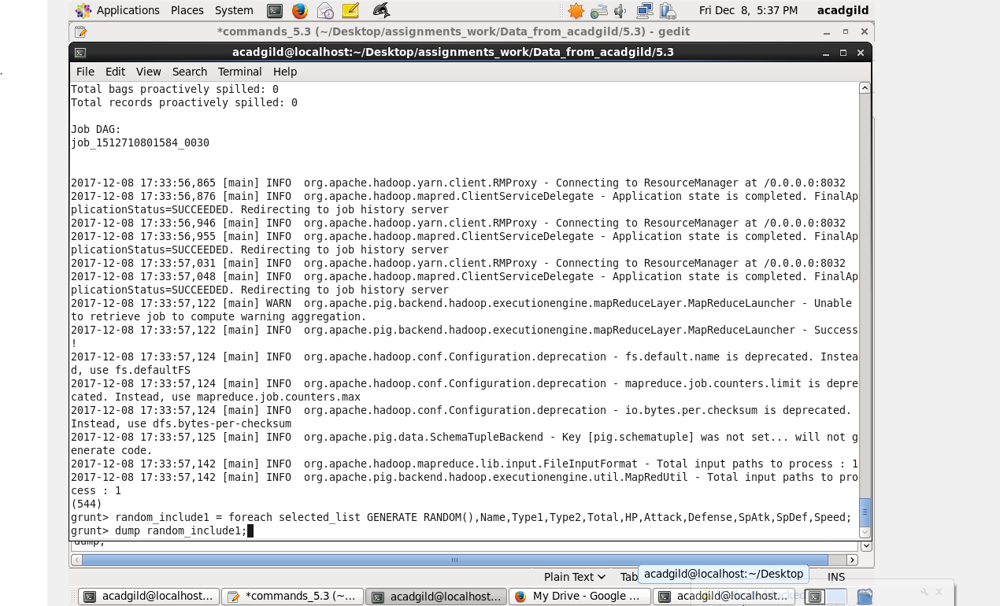 Applications Places System Fri Dec 8, 5:37 PM acadgild
*commands_5.3 (~/Desktop/assignments_work/Data_from_acadgild/5.3) - gedit
acadgild@localhost:~/Desktop/assignments_work/Data_from_acadgild/5.3
File Edit View Search Terminal Help
Total bags proactively spilled: 0
Total records proactively spilled: 0
Job DAG:
job_1512710801584_0030
2017-12-08 17:33:56,865 [main] INFO  org.apache.hadoop.yarn.client.RMProxy - Connecting to ResourceManager at /0.0.0.0:8032
2017-12-08 17:33:56,876 [main] INFO  org.apache.hadoop.mapred.ClientServiceDelegate - Application state is completed. FinalAp
plicationStatus=SUCCEEDED. Redirecting to job history server
2017-12-08 17:33:56,946 [main] INFO  org.apache.hadoop.yarn.client.RMProxy - Connecting to ResourceManager at /0.0.0.0:8032
2017-12-08 17:33:56,955 [main] INFO  org.apache.hadoop.mapred.ClientServiceDelegate - Application state is completed. FinalAp
plicationStatus=SUCCEEDED. Redirecting to job history server
2017-12-08 17:33:57,031 [main] INFO  org.apache.hadoop.yarn.client.RMProxy - Connecting to ResourceManager at /0.0.0.0:8032
2017-12-08 17:33:57,048 [main] INFO  org.apache.hadoop.mapred.ClientServiceDelegate - Application state is completed. FinalAp
plicationStatus=SUCCEEDED. Redirecting to job history server
2017-12-08 17:33:57,122 [main] WARN  org.apache.pig.backend.hadoop.executionengine.mapReduceLayer.MapReduceLauncher - Unable
to retrieve job to compute warning aggregation.
2017-12-08 17:33:57,122 [main] INFO  org.apache.pig.backend.hadoop.executionengine.mapReduceLayer.MapReduceLauncher - Success
!
2017-12-08 17:33:57,124 [main] INFO  org.apache.hadoop.conf.Configuration.deprecation - fs.default.name is deprecated. Instea
d, use fs.defaultFS
2017-12-08 17:33:57,124 [main] INFO  org.apache.hadoop.conf.Configuration.deprecation - mapreduce.job.counters.limit is depre
cated. Instead, use mapreduce.job.counters.max
2017-12-08 17:33:57,124 [main] INFO  org.apache.hadoop.conf.Configuration.deprecation - io.bytes.per.checksum is deprecated.
Instead, use dfs.bytes-per-checksum
2017-12-08 17:33:57,125 [main] INFO  org.apache.pig.data.SchemaTupleBackend - Key [pig.schematuple] was not set... will not g
enerate code.
2017-12-08 17:33:57,142 [main] INFO  org.apache.hadoop.mapreduce.lib.input.FileInputFormat - Total input paths to process : 1
2017-12-08 17:33:57,142 [main] INFO  org.apache.pig.backend.hadoop.executionengine.util.MapRedUtil - Total input paths to pro
cess : 1
(544)
grunt> random_include1 = foreach selected_list GENERATE RANDOM(),Name,Type1,Type2,Total,HP,Attack,Defense,SpAtk,SpDef,Speed;
grunt> dump random_include1;
dump;
Plain Text Tab acadgild@localhost:~/Desktop INS
acadgild@localhost:... *commands_5.3 (~... acadgild@localhost... My Drive - Google ... acadgild@localhost...